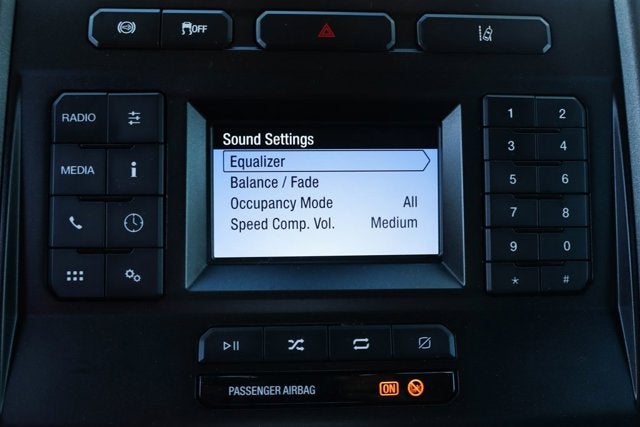 OFF
RADIO
MEDIA
i
Sound Settings
Equalizer
Balance / Fade
Occupancy Mode All
Speed Comp. Vol. Medium
1 2
3 4
5 6
7 8
9 0
* #
PASSENGER AIRBAG ON